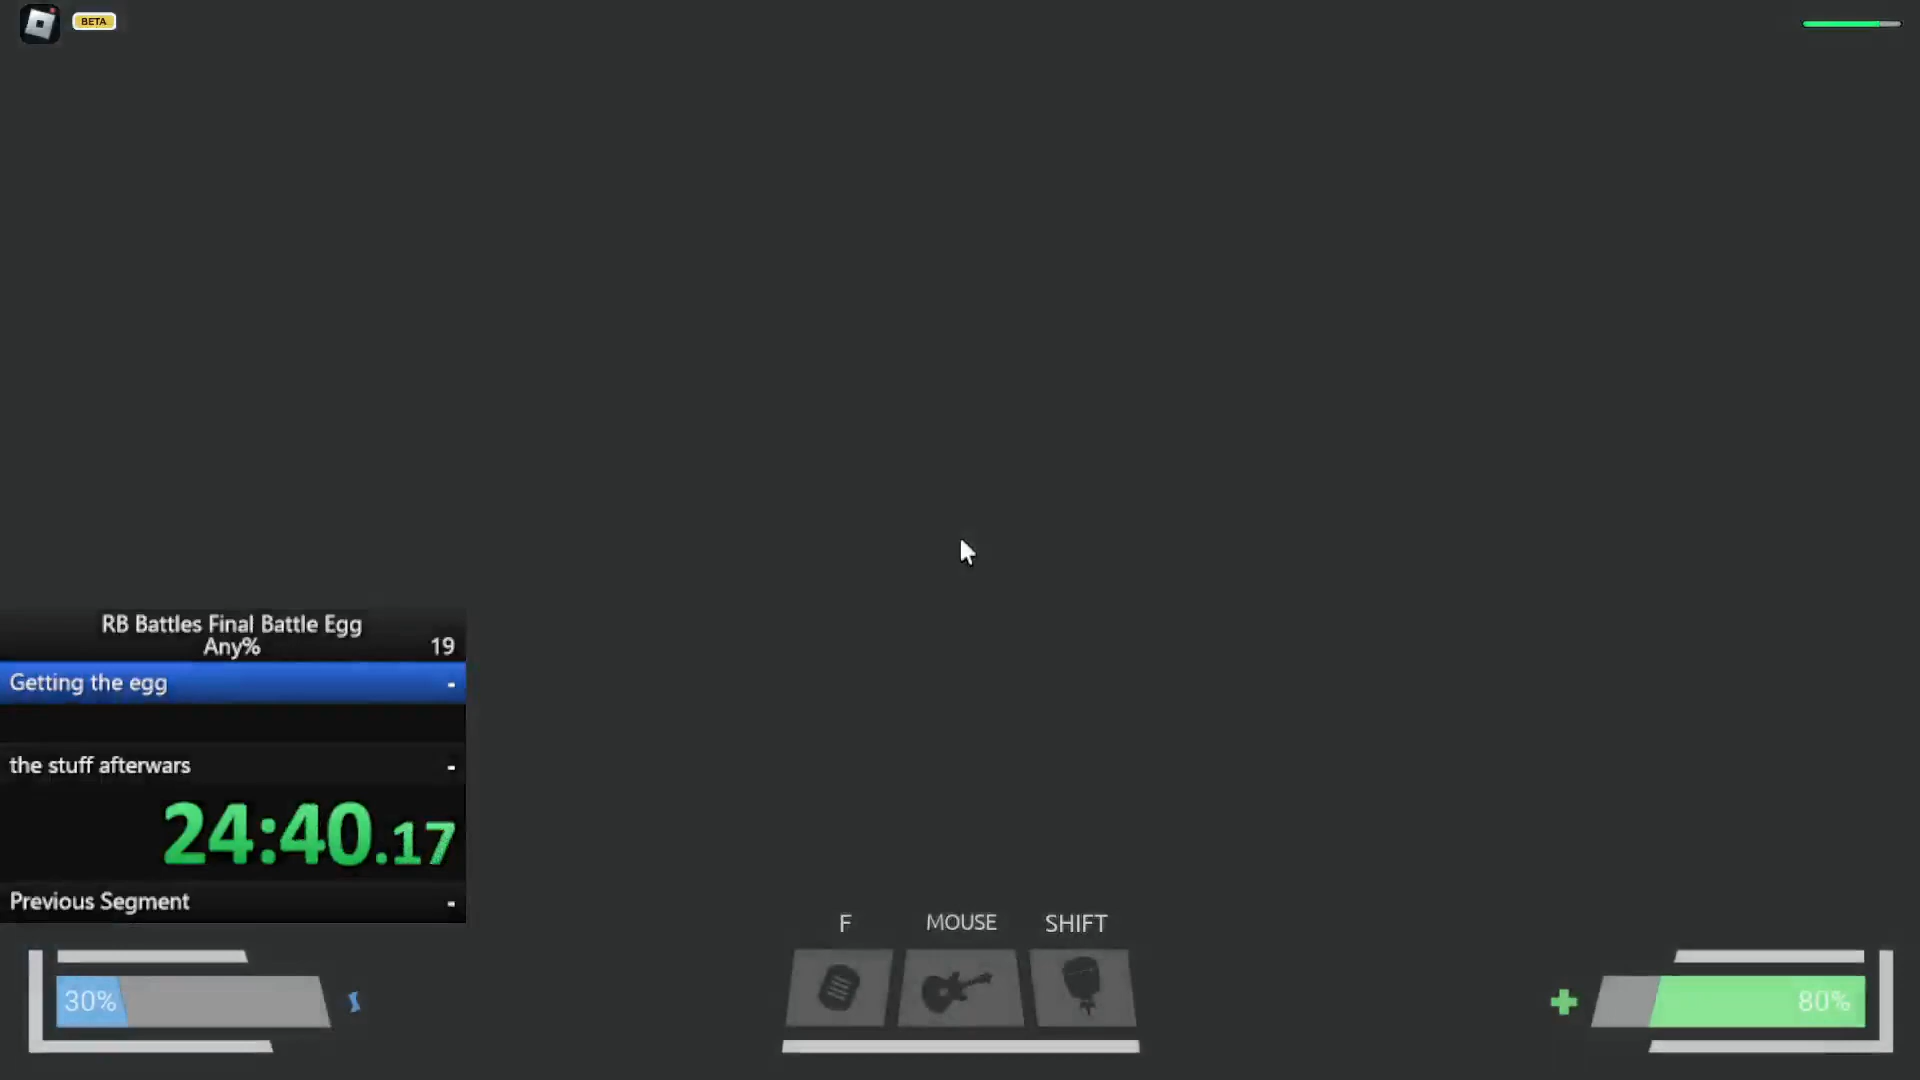 BETA
RB Battles Final Battle Egg
Any% 19
Getting the egg -
the stuff afterwars -
24:40.17
Previous Segment -
F MOUSE SHIFT
30%
80%